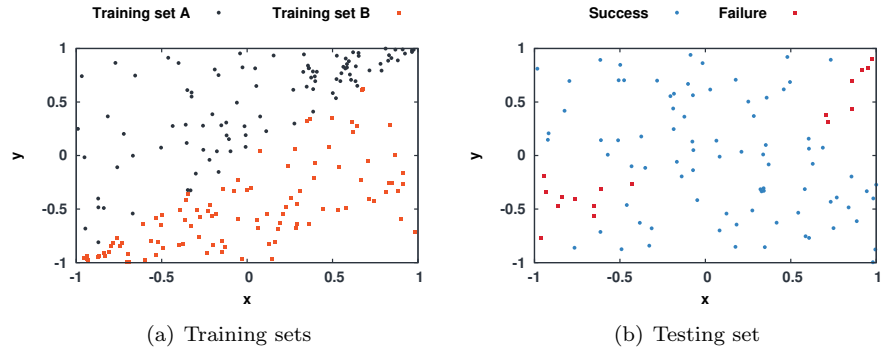 Training set A Training set B
Success Failure
1
0.5
0
-0.5
-1
y
-1 -0.5 0 0.5 1
x
1
0.5
0
-0.5
-1
y
-1 -0.5 0 0.5 1
x
(a) Training sets
(b) Testing set